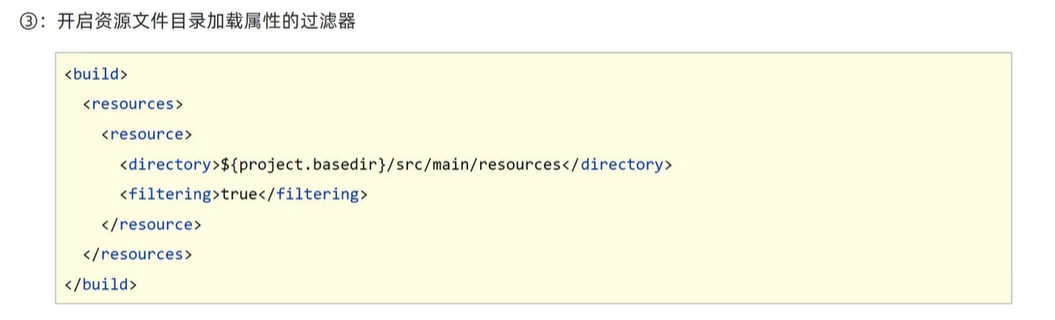 ③：开启资源文件目录加载属性的过滤器
<build>
<resources>
<resource>
<directory>${project.basedir}/src/main/resources</directory>
<filtering>true</filtering>
</resource>
</resources>
</build>